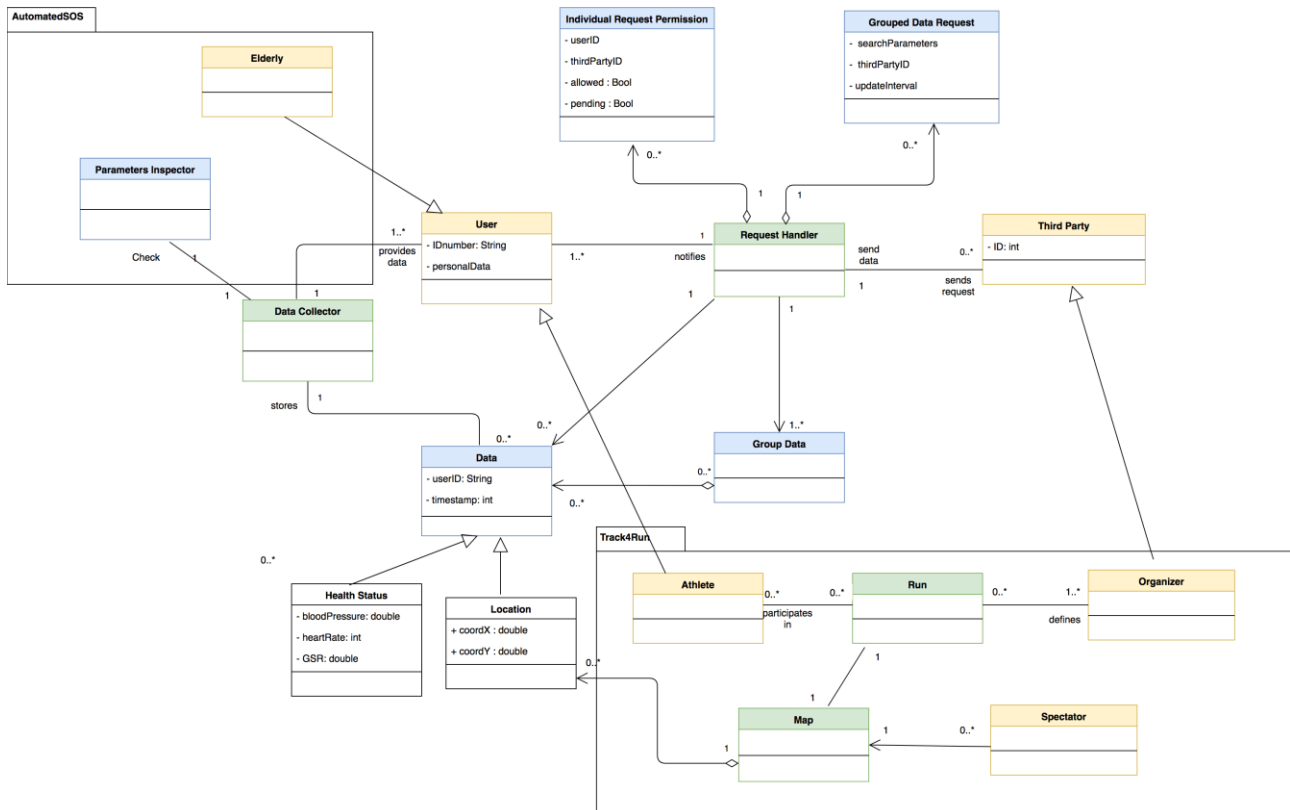 AutomatedSOS
Individual Request Permission
- userID
- thirdPartyID
- allowed : Bool
- pending : Bool
Grouped Data Request
- searchParameters
- thirdPartyID
- updateInterval
Elderly
0..*
0..*
Parameters Inspector
1
1
User
- IDnumber: String
- personalData
1..*
provides
data
1
1..*
notifies
Request Handler
send
data
1
0..*
sends
request
Third Party
- ID: int
Check
1
1
1
1
1
Data Collector
1
stores
0..*
0..*
1..*
Data
- userID: String
- timestamp: int
Group Data
0..*
0..*
0..*
Track4Run
Health Status
- bloodPressure: double
- heartRate: int
- GSR: double
Location
+ coordX : double
+ coordY : double
0..*
Athlete
0..*
participates
in
0..*
Run
0..*
1..*
defines
Organizer
1
1
Map
1
1
0..*
Spectator